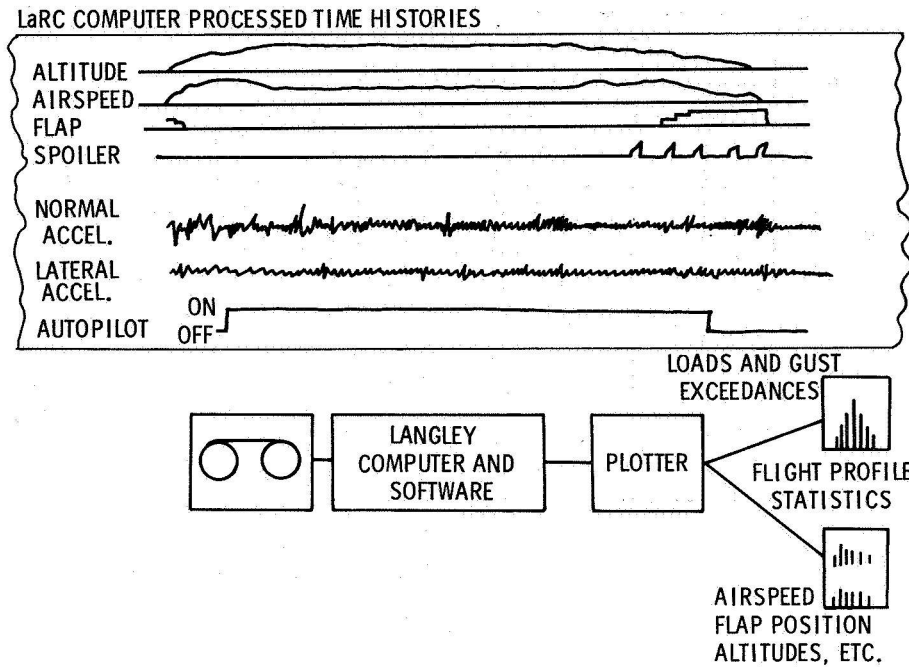 LaRC COMPUTER PROCESSED TIME HISTORIES
ALTITUDE
AIRSPEED
FLAP
SPOILER
NORMAL
ACCEL.
LATERAL
ACCEL.
AUTOPILOT
ON
OFF
LOADS AND GUST
EXCEEDANCES
LANGLEY
COMPUTER AND
SOFTWARE
PLOTTER
FLIGHT PROFILE
STATISTICS
AIRSPEED
FLAP POSITION
ALTITUDES, ETC.